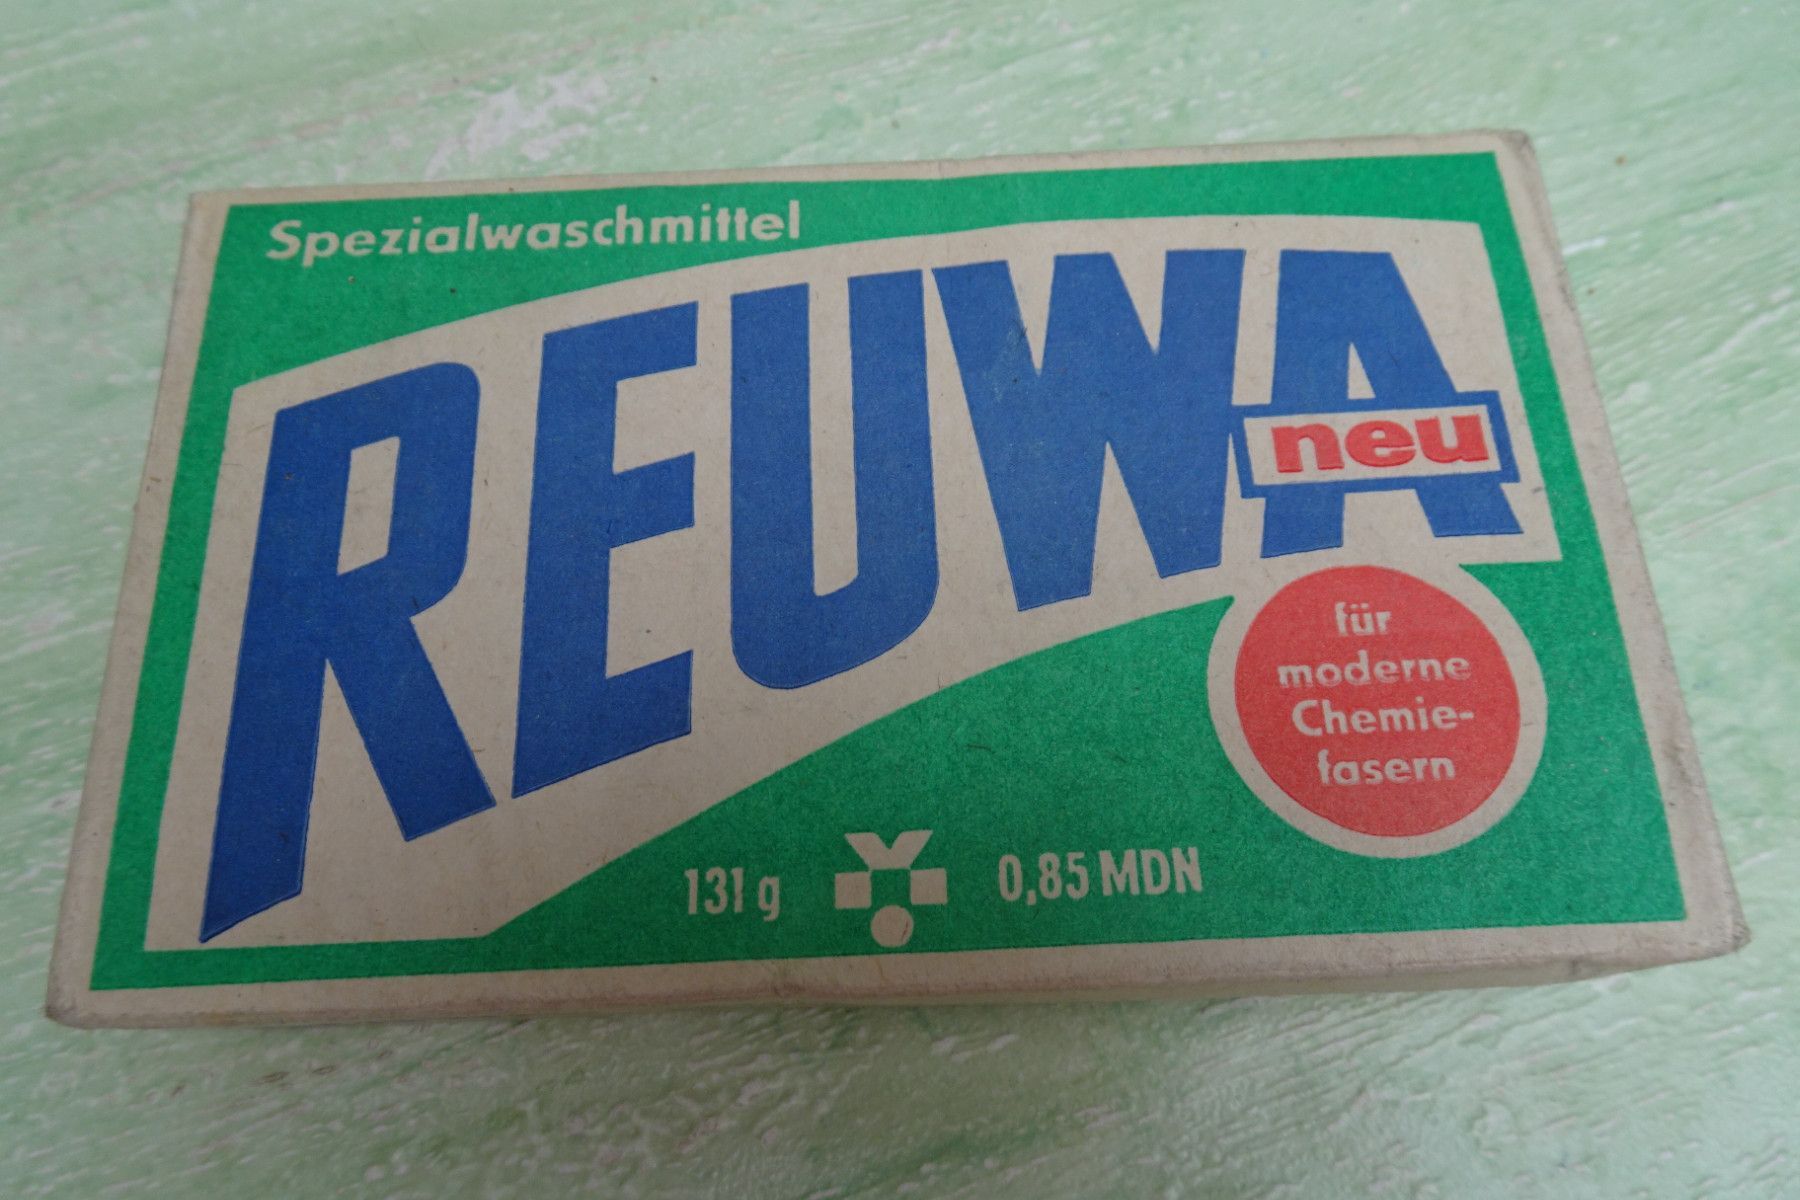 Spezialwaschmittel
REUWA
neu
für
moderne
Chemie-
fasern
131 g 0,85 MDN